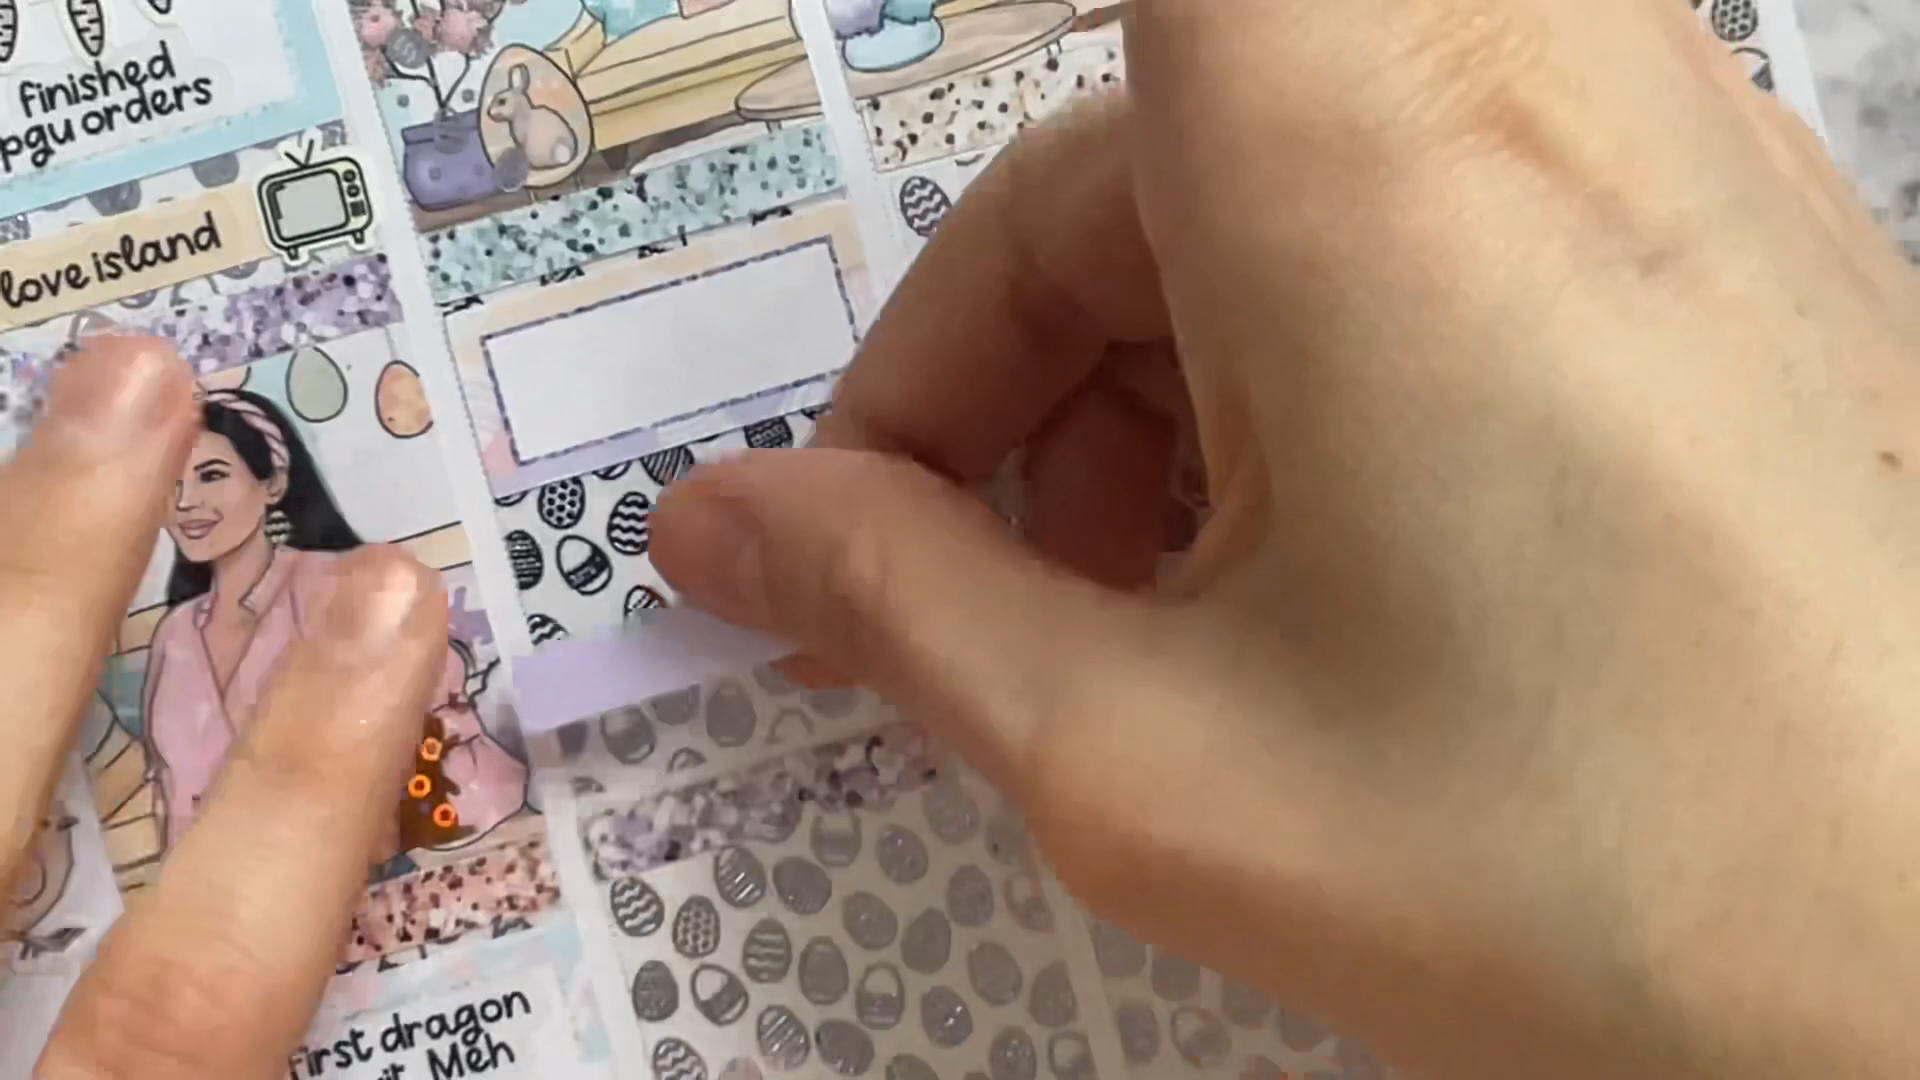 finished
pgu orders
love island
first dragon
Meh